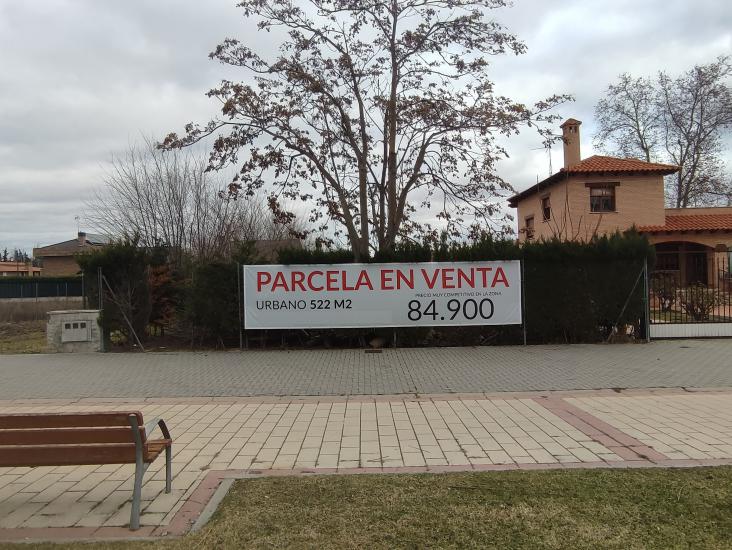 PARCELA EN VENTA
PRECIO MUY COMPETITIVO EN LA ZONA
URBANO 522 M2
84.900